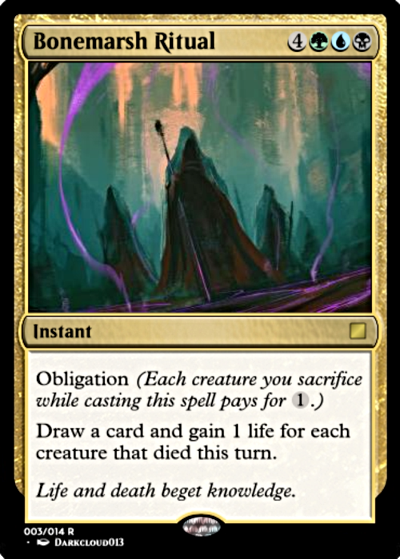 Bonemarsh Ritual 4
Instant
Obligation (Each creature you sacrifice
while casting this spell pays for 1.)
Draw a card and gain 1 life for each
creature that died this turn.
Life and death beget knowledge.
003/014 R
Darkcloud013